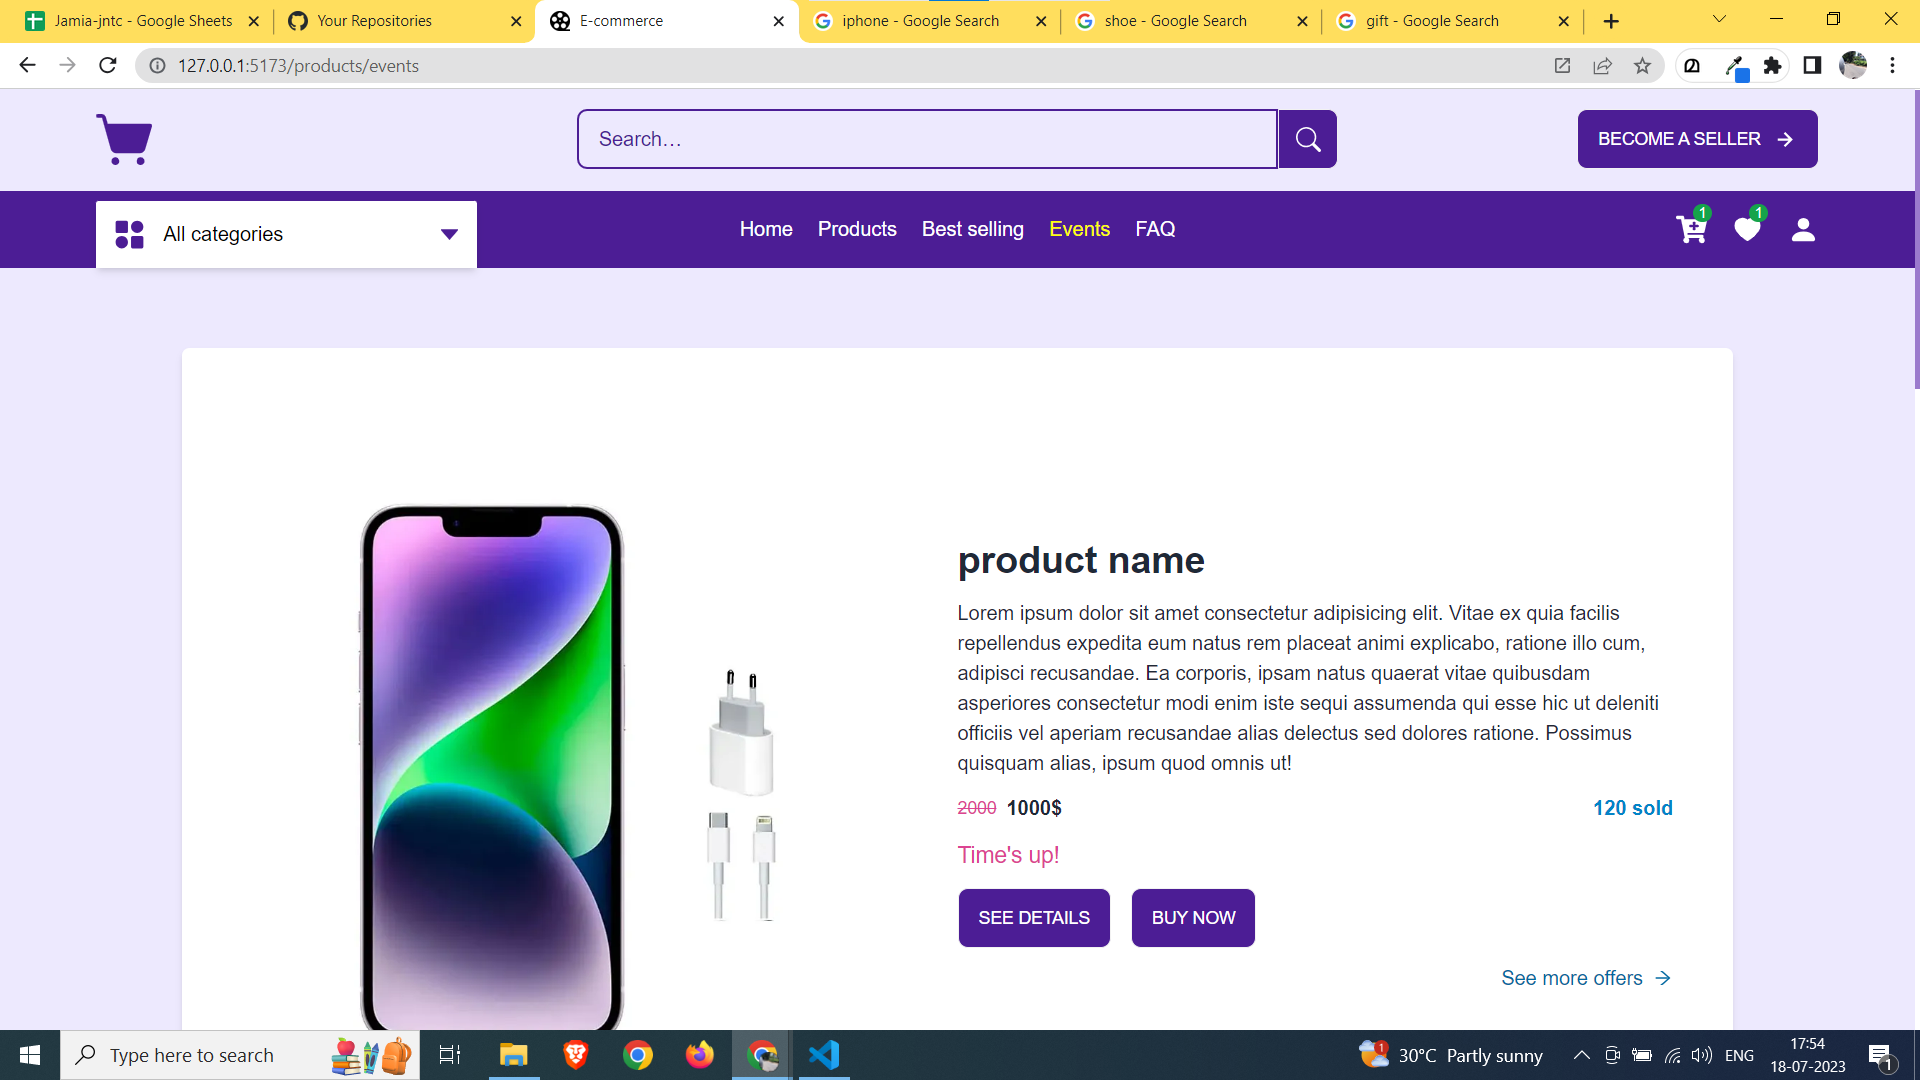 Jamia-jntc - Google Sheets
Your Repositories
E-commerce
iphone - Google Search
shoe - Google Search
gift - Google Search
127.0.0.1:5173/products/events
Search...
BECOME A SELLER
All categories
Home
Products
Best selling
Events
FAQ
1
1
product name
Lorem ipsum dolor sit amet consectetur adipisicing elit. Vitae ex quia facilis
repellendus expedita eum natus rem placeat animi explicabo, ratione illo cum,
adipisci recusandae. Ea corporis, ipsam natus quaerat vitae quibusdam
asperiores consectetur modi enim iste sequi assumenda qui esse hic ut deleniti
officiis vel aperiam recusandae alias delectus sed dolores ratione. Possimus
quisquam alias, ipsum quod omnis ut!
2000 1000$
120 sold
Time's up!
SEE DETAILS
BUY NOW
See more offers
Type here to search
1
30°C Partly sunny
ENG
17:54
18-07-2023
1